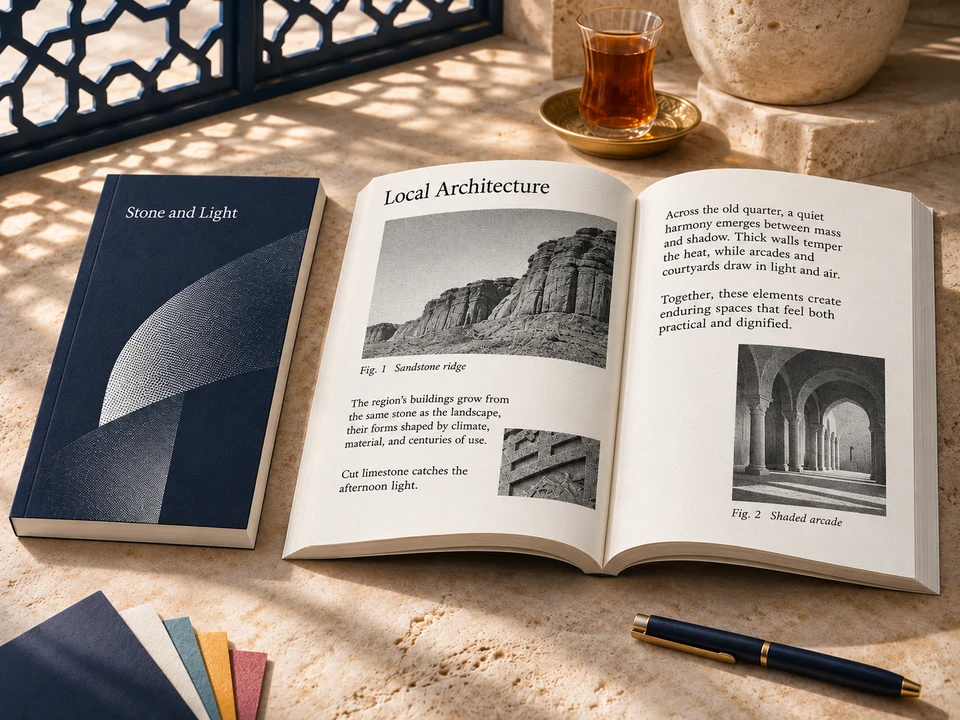 Stone and Light
Local Architecture
Fig. 1 Sandstone ridge
The region's buildings grow from
the same stone as the landscape,
their forms shaped by climate,
material, and centuries of use.
Cut limestone catches the
afternoon light.
Across the old quarter, a quiet
harmony emerges between mass
and shadow. Thick walls temper
the heat, while arcades and
courtyards draw in light and air.
Together, these elements create
enduring spaces that feel both
practical and dignified.
Fig. 2 Shaded arcade